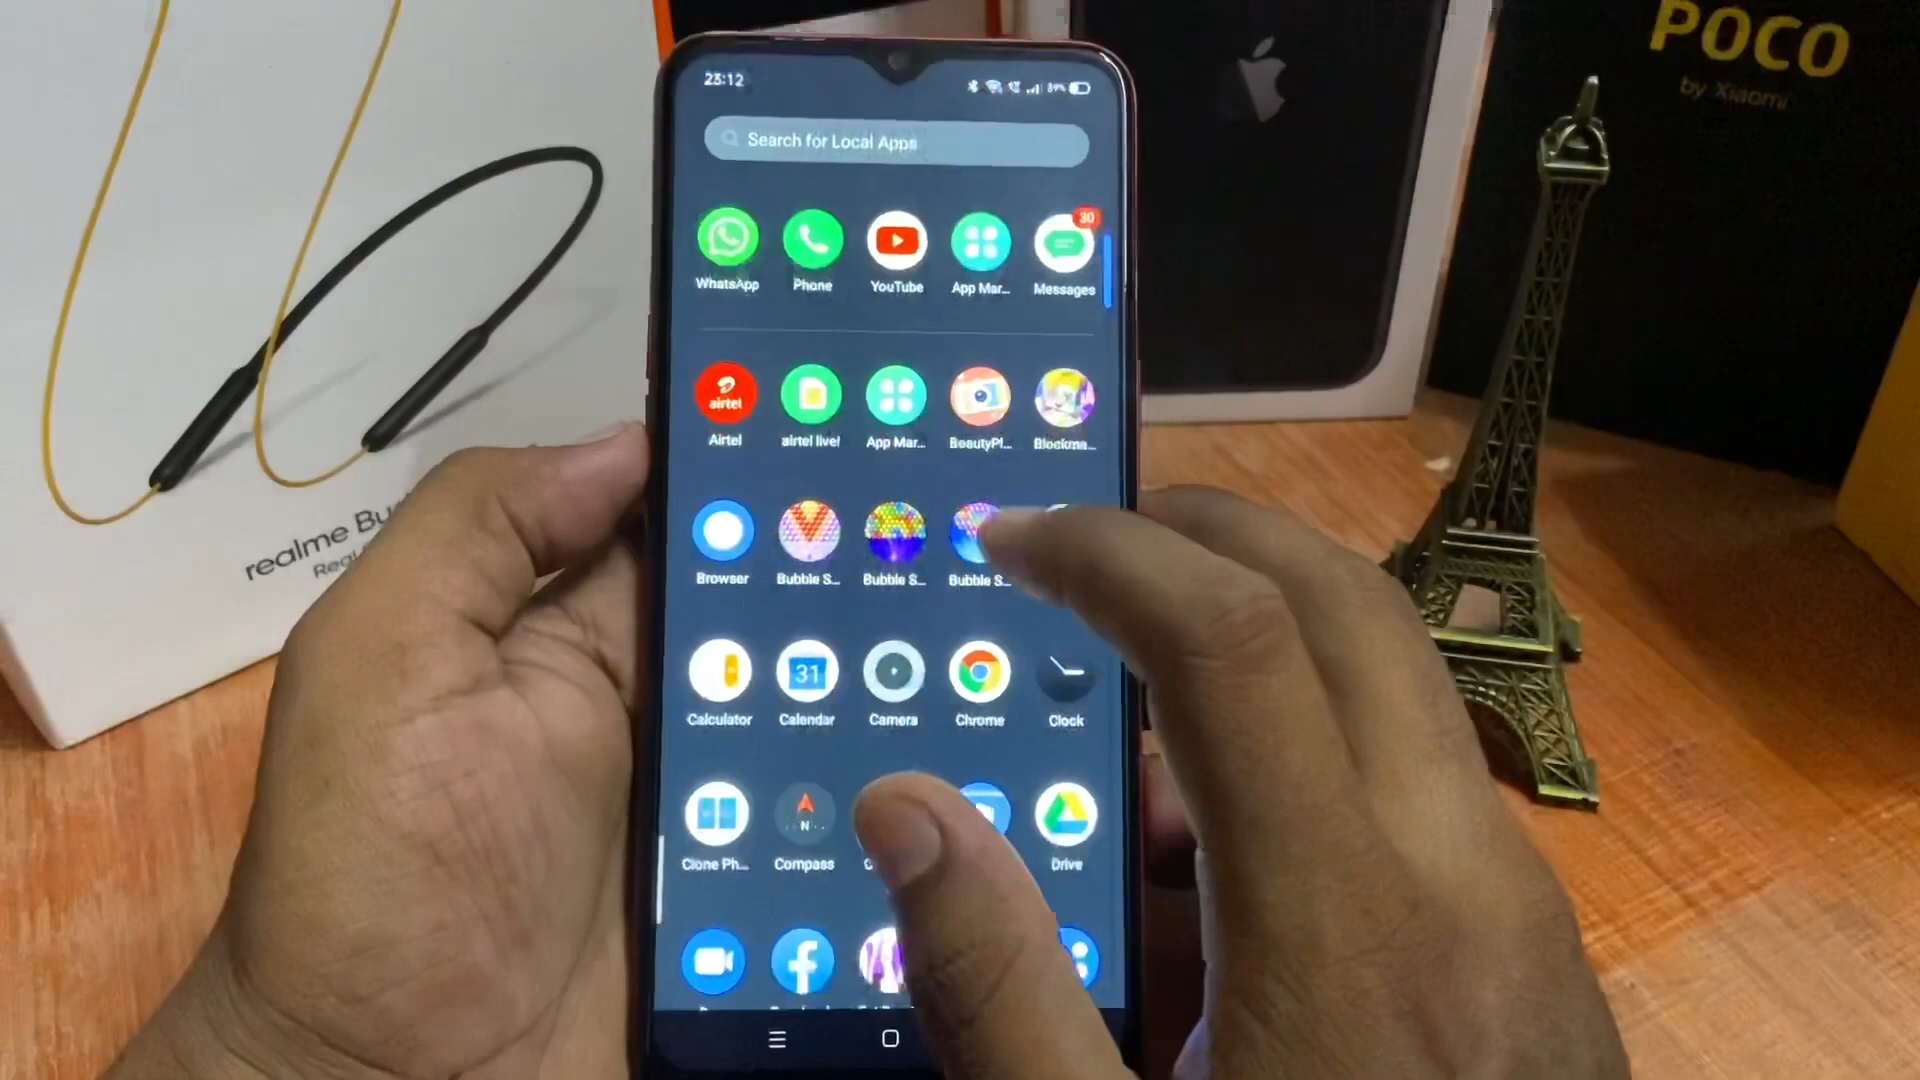 POCO
by Xiaomi
23:12
Search for Local Apps
30
WhatsApp Phone YouTube App Mar... Messages
airtel
Airtel airtel live! App Mar... BeautyPl... Blockma...
realme Bu
Browser Bubble S... Bubble S... Bubble S...
31
Calculator Calendar Camera Chrome Clock
N
Clone Ph... Compass Drive